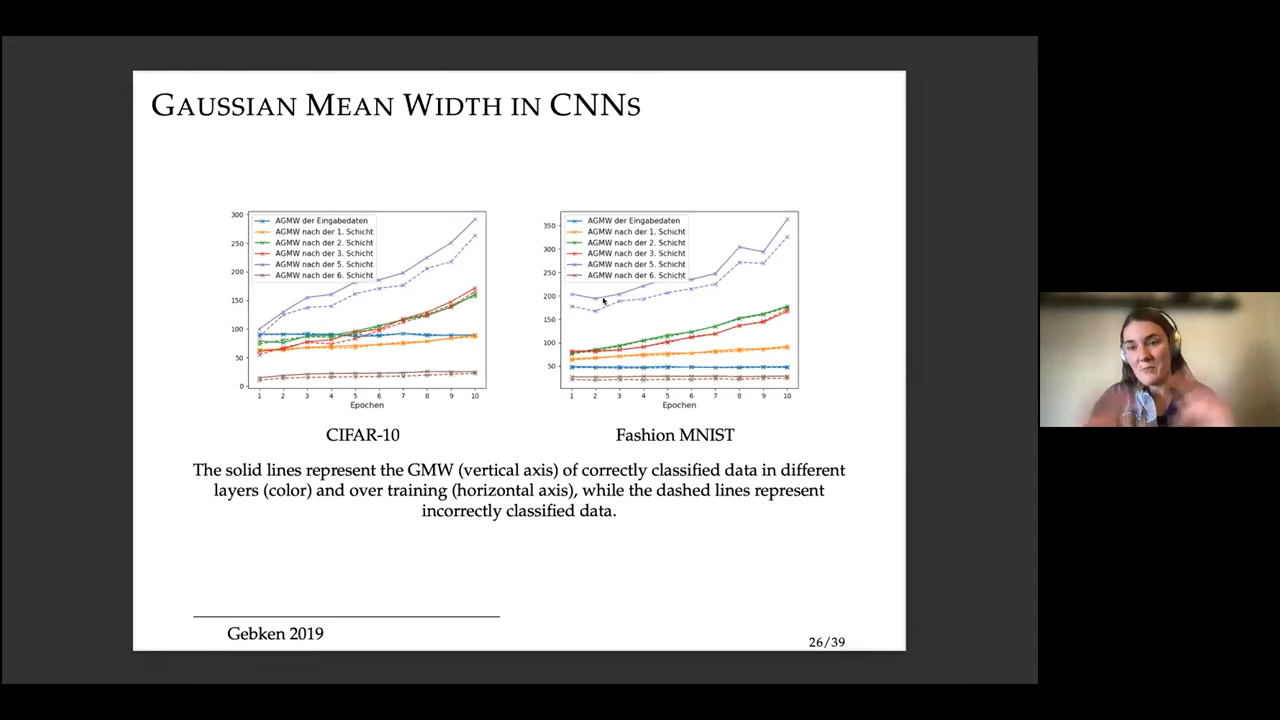 GAUSSIAN MEAN WIDTH IN CNNS
300
250
200
150
100
50
0
AGMW der Eingabedaten
AGMW nach der 1. Schicht
AGMW nach der 2. Schicht
AGMW nach der 3. Schicht
AGMW nach der 5. Schicht
AGMW nach der 6. Schicht
1 2 3 4 5 6 7 8 9 10
Epochen
CIFAR-10
350
300
250
200
150
100
50
AGMW der Eingabedaten
AGMW nach der 1. Schicht
AGMW nach der 2. Schicht
AGMW nach der 3. Schicht
AGMW nach der 5. Schicht
AGMW nach der 6. Schicht
1 2 3 4 5 6 7 8 9 10
Epochen
Fashion MNIST
The solid lines represent the GMW (vertical axis) of correctly classified data in different
layers (color) and over training (horizontal axis), while the dashed lines represent
incorrectly classified data.
Gebken 2019
26/39